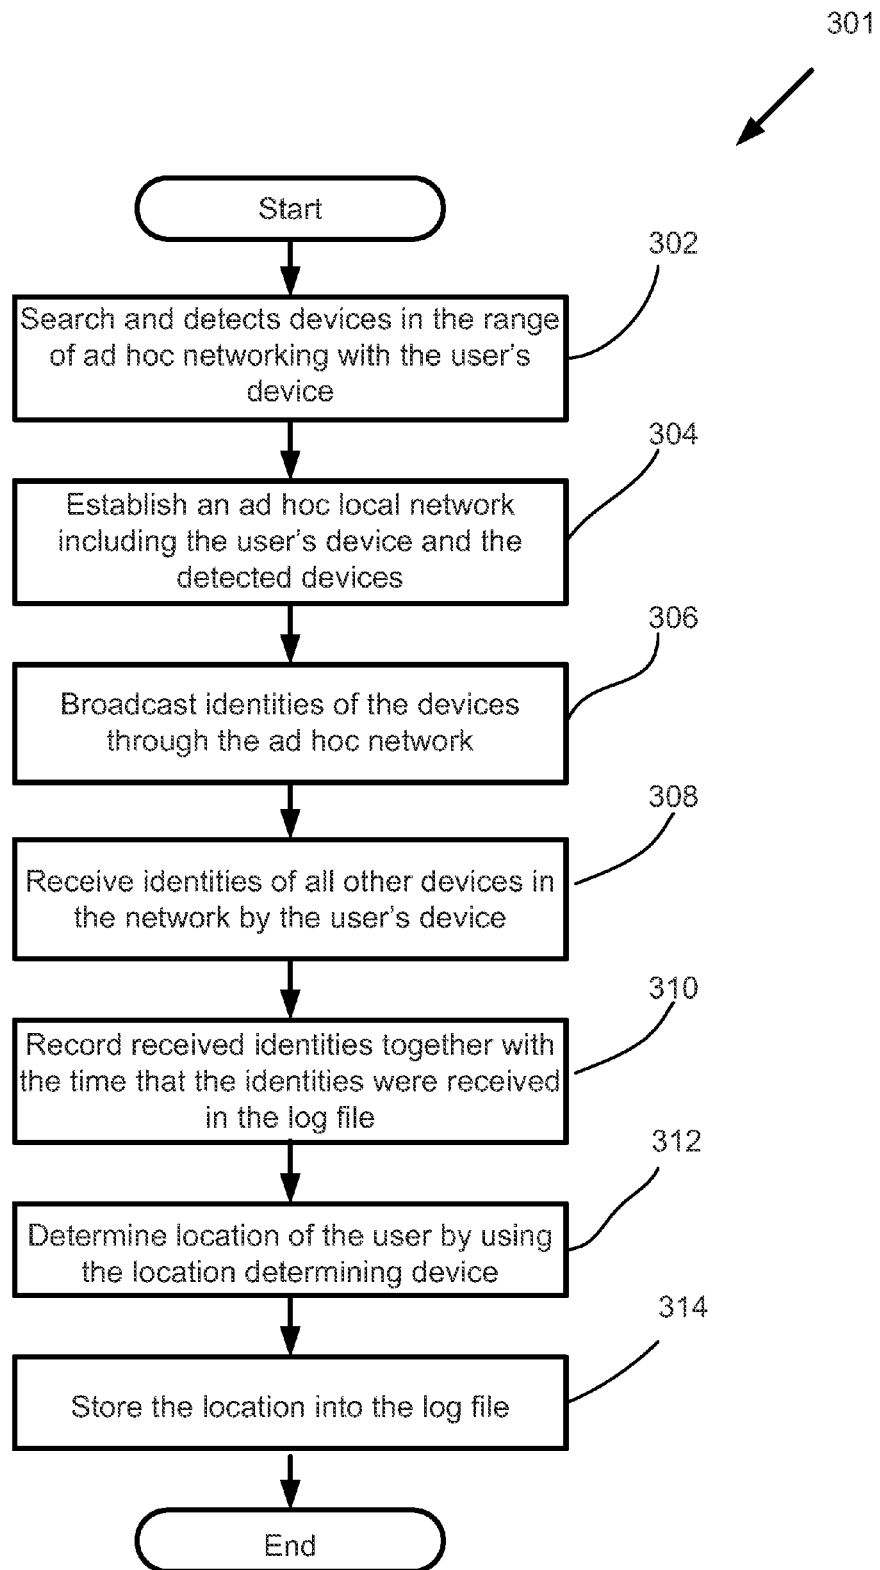 301
Start
302
Search and detects devices in the range
of ad hoc networking with the user's
device
304
Establish an ad hoc local network
including the user's device and the
detected devices
306
Broadcast identities of the devices
through the ad hoc network
308
Receive identities of all other devices in
the network by the user's device
310
Record received identities together with
the time that the identities were received
in the log file
312
Determine location of the user by using
the location determining device
314
Store the location into the log file
End